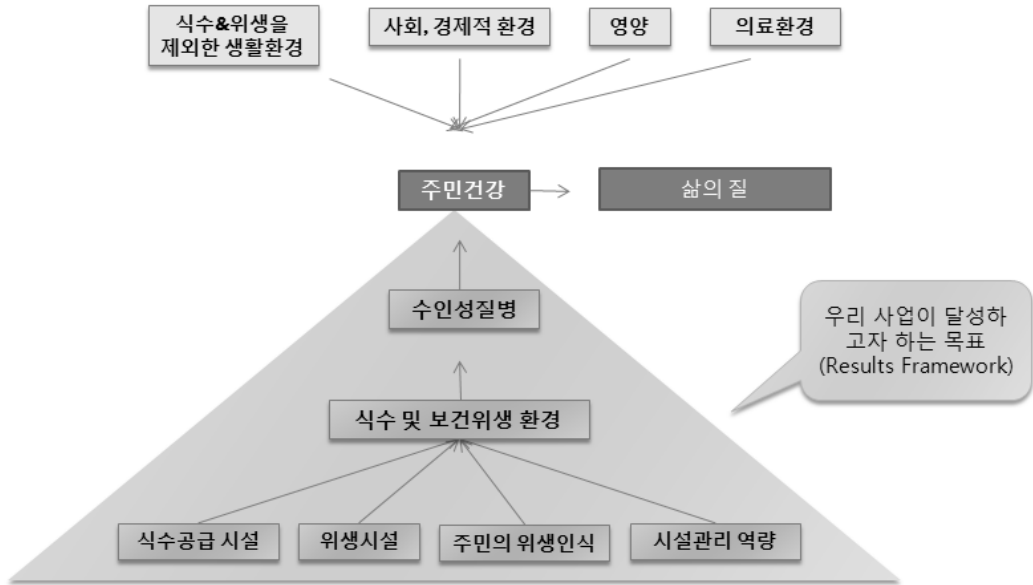 식수&위생을
제외한 생활환경
사회, 경제적 환경
영양
의료환경
주민건강
삶의 질
수인성질병
우리 사업이 달성하
고자 하는 목표
(Results Framework)
식수 및 보건위생 환경
식수공급 시설
위생시설
주민의 위생인식
시설관리 역량